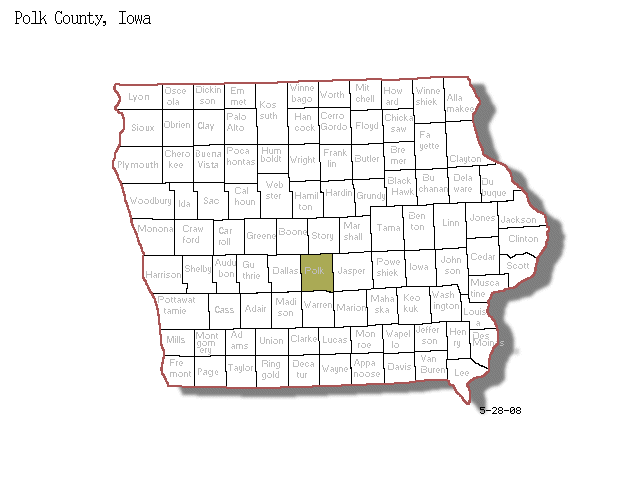 Polk County, Iowa
Lyon
Osce
ola
Dickin
son
Em
met
Kos
suth
Winne
bago
Worth
Mit
chell
How
ard
Winne
shiek
Alla
makee
Sioux
Obrien
Clay
Palo
Alto
Han
cock
Cerro
Gordo
Floyd
Chicka
saw
Fa
yette
Clayton
Plymouth
Chero
kee
Buena
Vista
Poca
hontas
Hum
boldt
Wright
Frank
lin
Butler
Bre
mer
Woodbury
Ida
Sac
Cal
houn
Web
ster
Hamil
ton
Hardin
Grundy
Black
Hawk
Bu
chanan
Dela
ware
Du
buque
Monona
Craw
ford
Car
roll
Greene
Boone
Story
Mar
shall
Tama
Ben
ton
Linn
Jones
Jackson
Clinton
Harrison
Shelby
Audu
bon
Gu
thrie
Dallas
Polk
Jasper
Powe
shiek
Iowa
John
son
Cedar
Scott
Musca
tine
Pottawat
tamie
Cass
Adair
Madi
son
Warren
Marion
Maha
ska
Keo
kuk
Wash
ington
Louis
a
Mills
Mont
gom
ery
Ad
ams
Union
Clarke
Lucas
Mon
roe
Wapel
lo
Jeffer
son
Hen
ry
Des
Moines
Fre
mont
Page
Taylor
Ring
gold
Deca
tur
Wayne
Appa
noose
Davis
Van
Buren
Lee
5-28-08